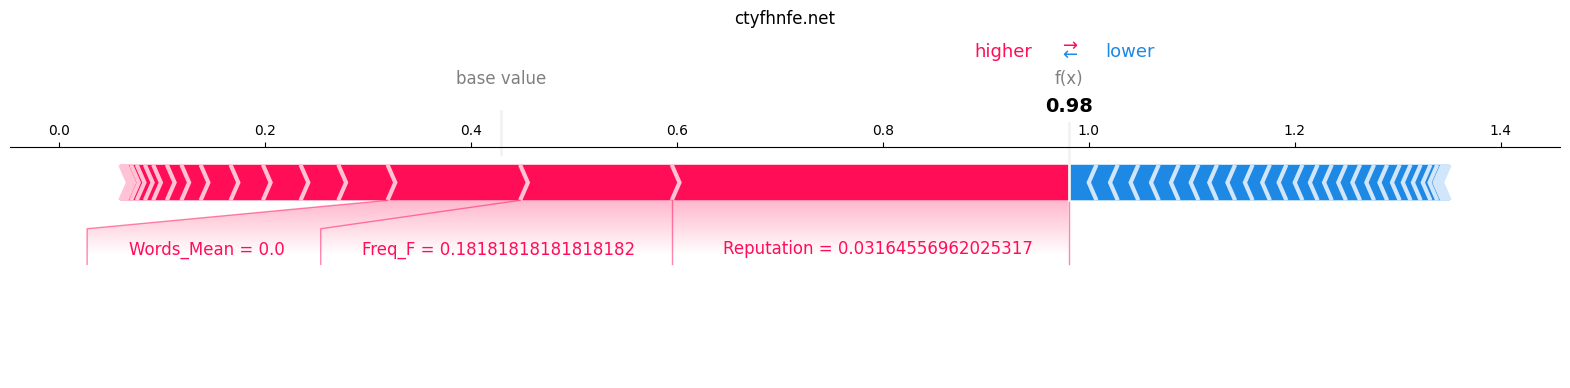 ctyfhnfe.net
higher → ← lower
base value f(x)
0.98
0.0 0.2 0.4 0.6 0.8 1.0 1.2 1.4
Words_Mean = 0.0 Freq_F = 0.18181818181818182 Reputation = 0.03164556962025317